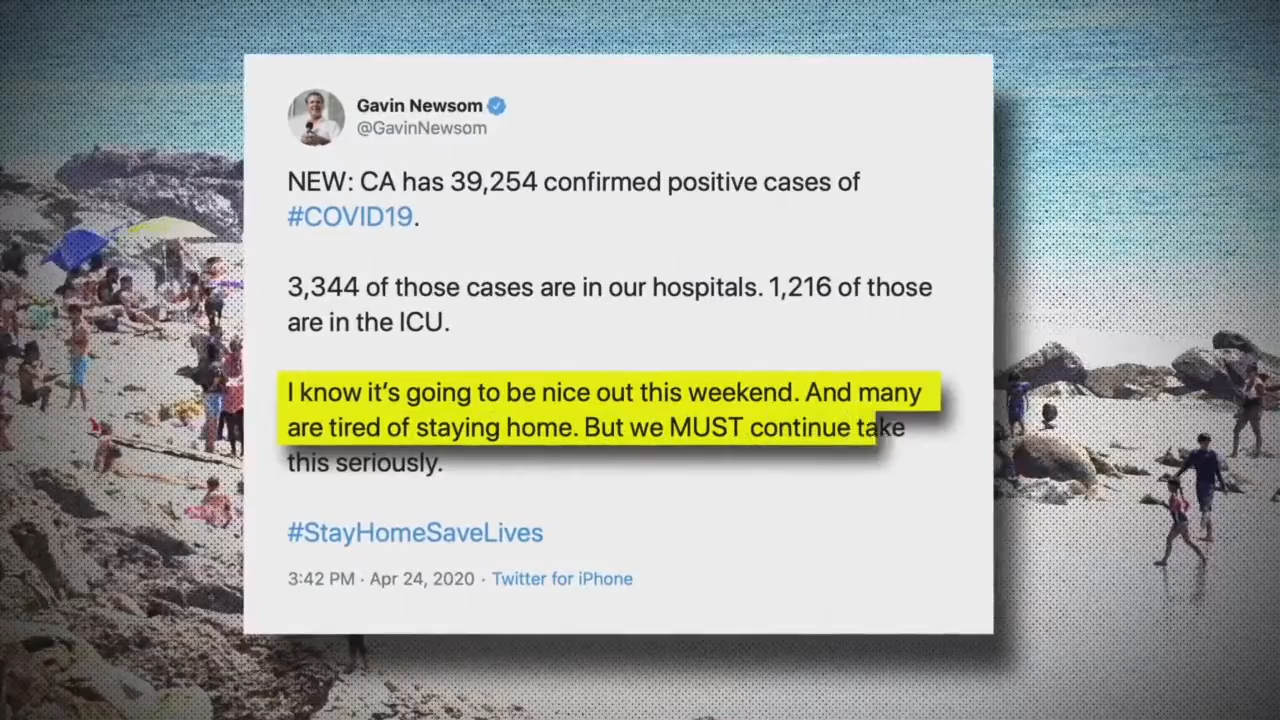 Gavin Newsom
@GavinNewsom
NEW: CA has 39,254 confirmed positive cases of
#COVID19.
3,344 of those cases are in our hospitals. 1,216 of those
are in the ICU.
I know it's going to be nice out this weekend. And many
are tired of staying home. But we MUST continue take
this seriously.
#StayHomeSaveLives
3:42 PM · Apr 24, 2020 · Twitter for iPhone